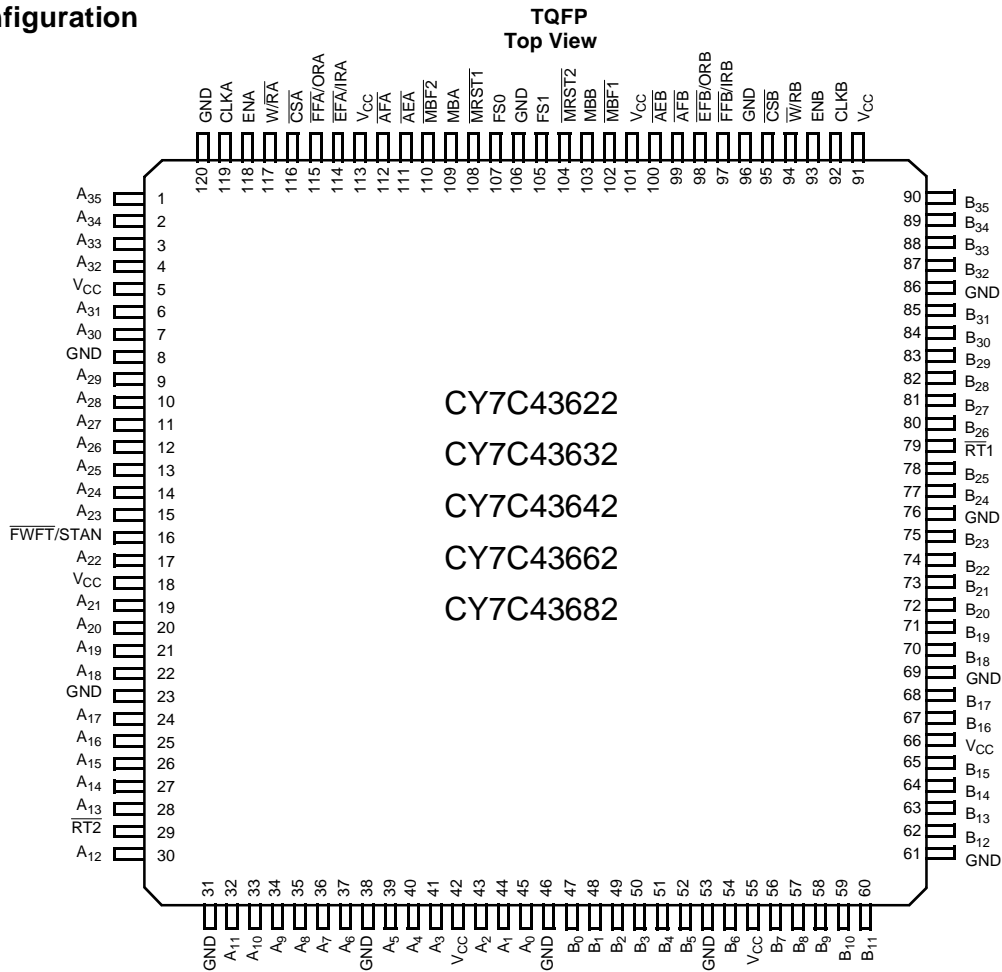 nfiguration
TQFP
Top View
GND
CLKA
ENA
W/RA
CSA
FFA/ORA
EFA/IRA
VCC
AFA
AEA
MBF2
MBA
MRST1
FS0
GND
FS1
MRST2
MBB
MBF1
VCC
AEB
AFB
EFB/ORB
FFB/IRB
GND
CSB
W/RB
ENB
CLKB
VCC
120
119
118
117
116
115
114
113
112
111
110
109
108
107
106
105
104
103
102
101
100
99
98
97
96
95
94
93
92
91
A35 1
A34 2
A33 3
A32 4
VCC 5
A31 6
A30 7
GND 8
A29 9
A28 10
A27 11
A26 12
A25 13
A24 14
A23 15
FWFT/STAN 16
A22 17
VCC 18
A21 19
A20 20
A19 21
A18 22
GND 23
A17 24
A16 25
A15 26
A14 27
A13 28
RT2 29
A12 30
CY7C43622
CY7C43632
CY7C43642
CY7C43662
CY7C43682
90 B35
89 B34
88 B33
87 B32
86 GND
85 B31
84 B30
83 B29
82 B28
81 B27
80 B26
79 RT1
78 B25
77 B24
76 GND
75 B23
74 B22
73 B21
72 B20
71 B19
70 B18
69 GND
68 B17
67 B16
66 VCC
65 B15
64 B14
63 B13
62 B12
61 GND
31
32
33
34
35
36
37
38
39
40
41
42
43
44
45
46
47
48
49
50
51
52
53
54
55
56
57
58
59
60
GND
A11
A10
A9
A8
A7
A6
GND
A5
A4
A3
VCC
A2
A1
A0
GND
B0
B1
B2
B3
B4
B5
GND
B6
VCC
B7
B8
B9
B10
B11